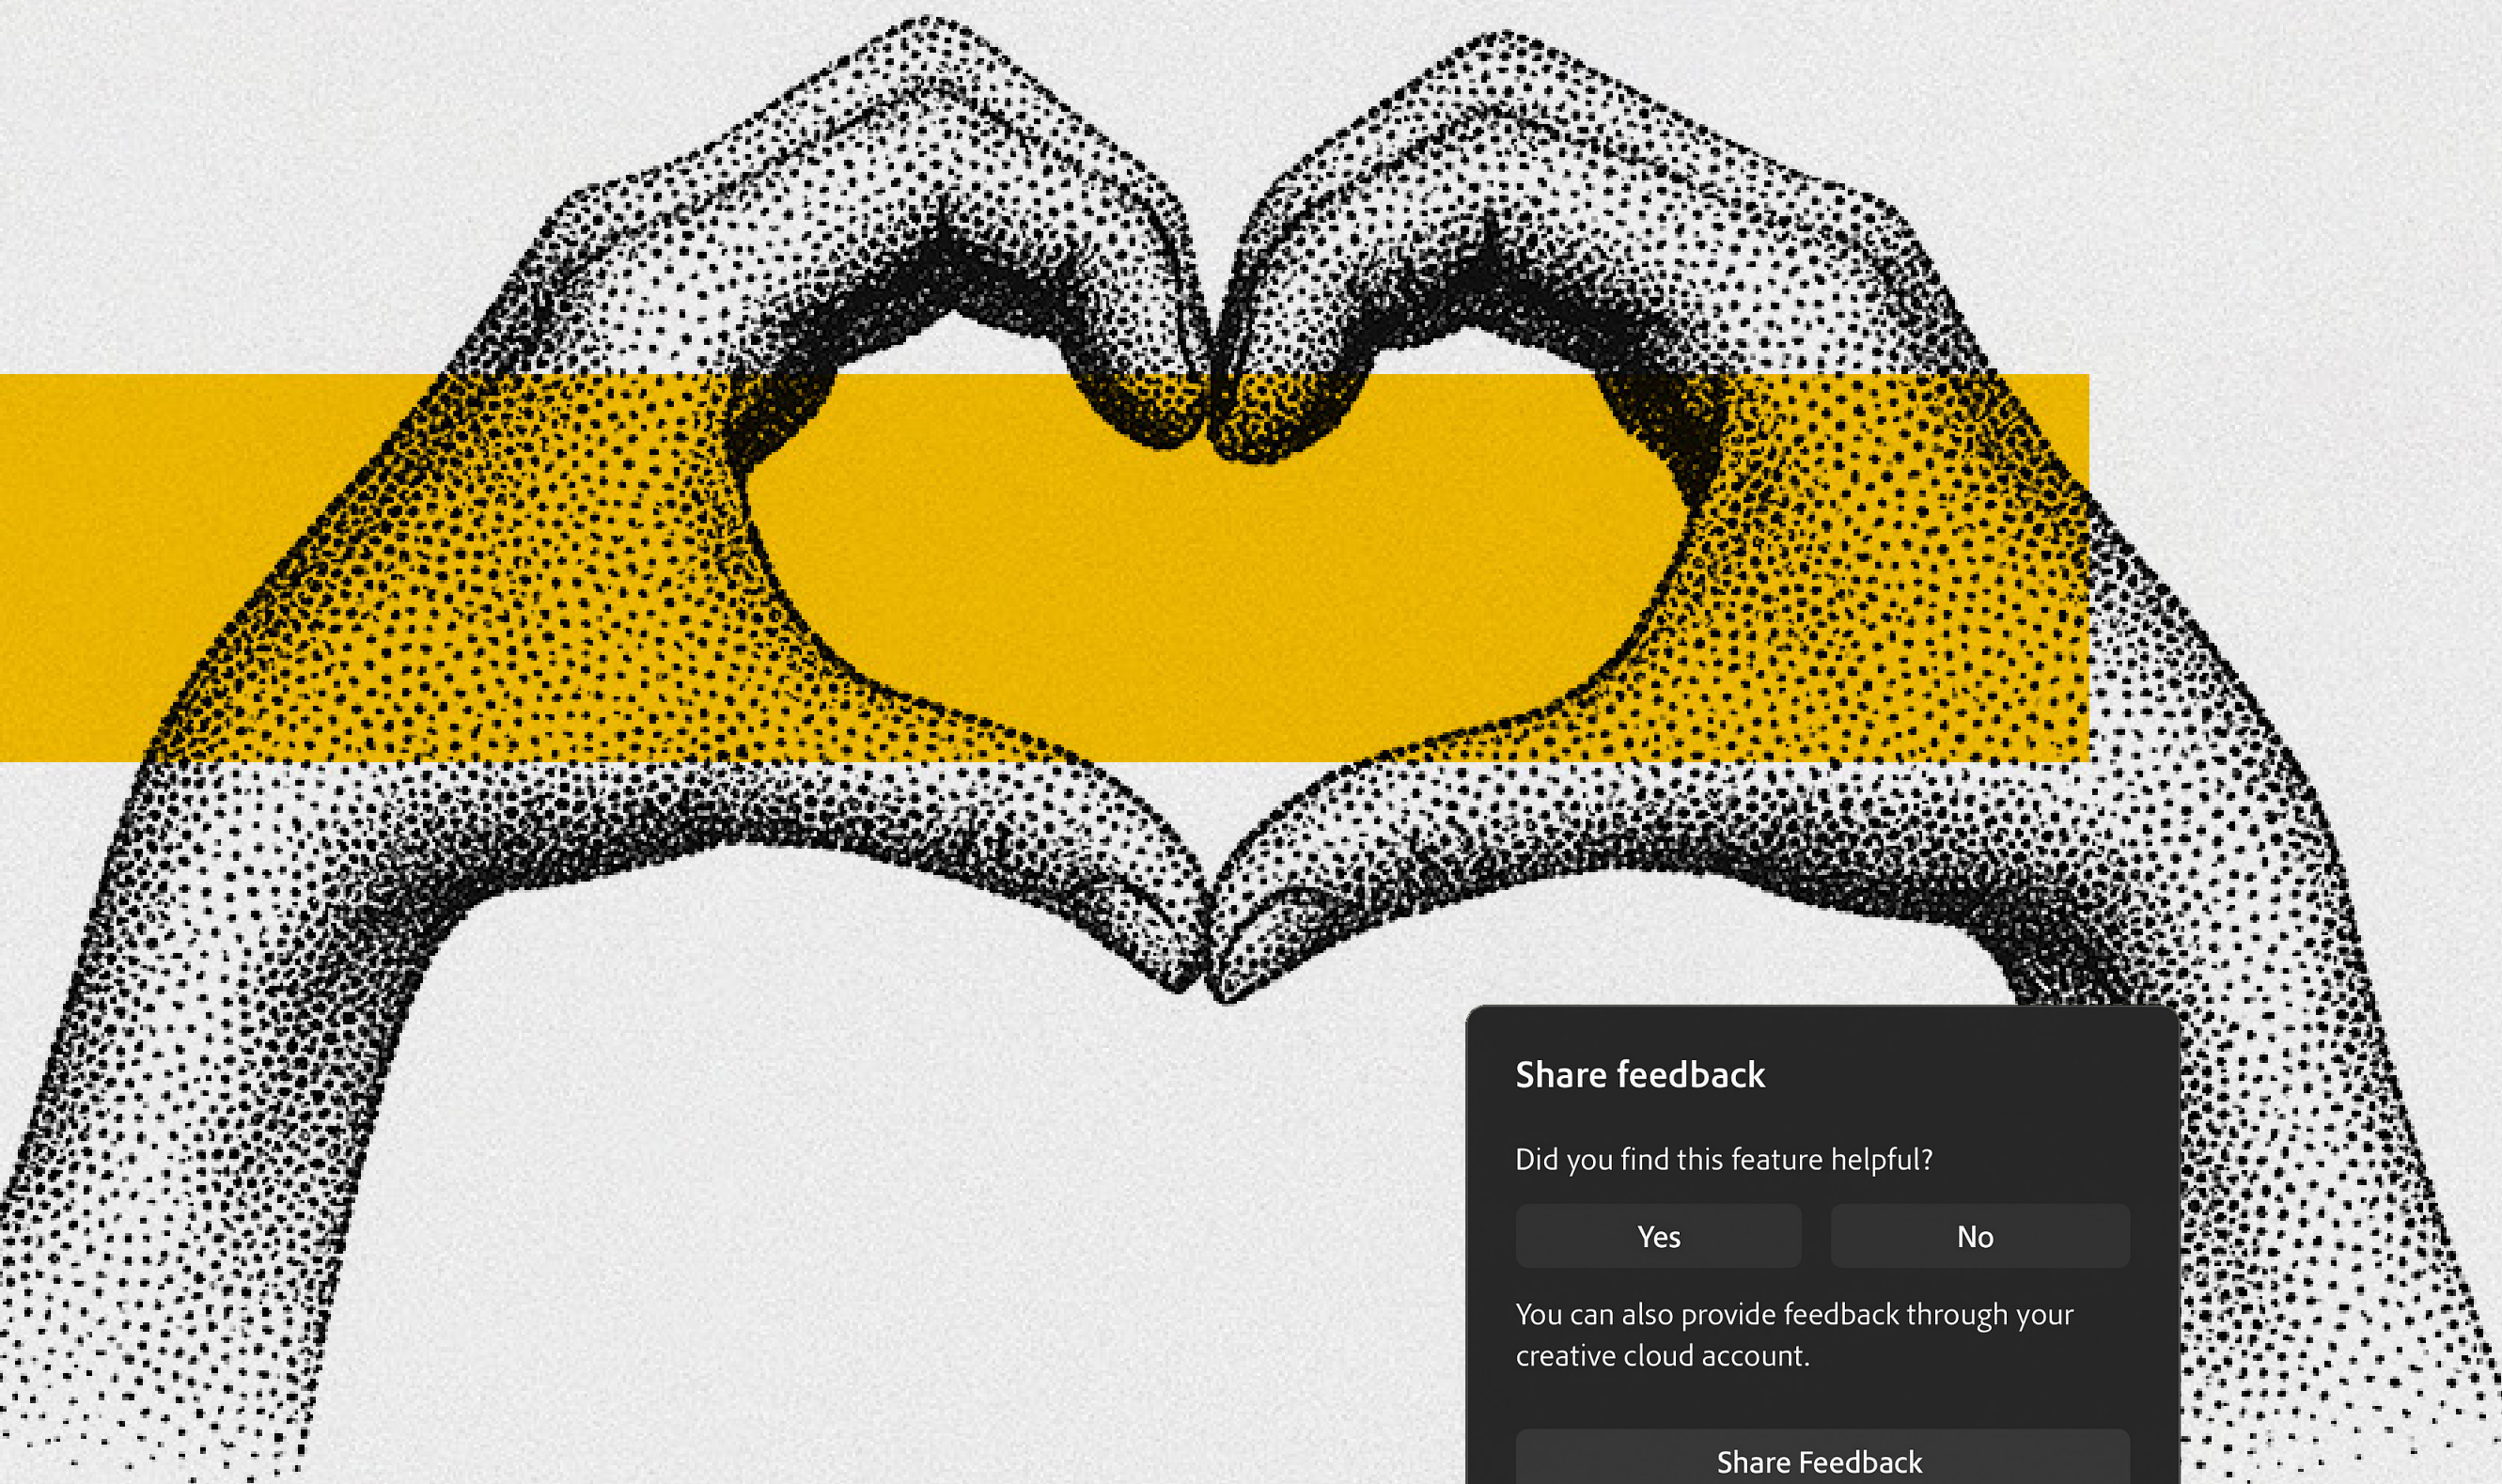 Share feedback
Did you find this feature helpful?
Yes
No
You can also provide feedback through your
creative cloud account.
Share Feedback